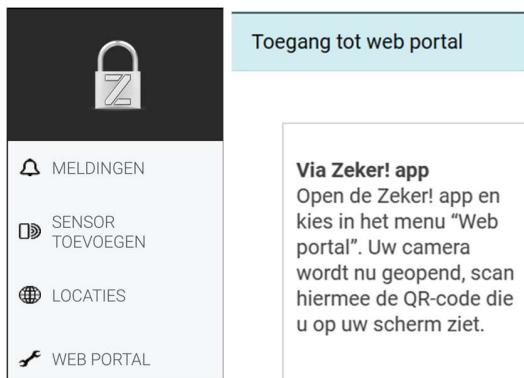 Z
MELDINGEN
SENSOR
TOEVOEGEN
LOCATIES
WEB PORTAL
Toegang tot web portal
Via Zeker! app
Open de Zeker! app en
kies in het menu “Web
portal”. Uw camera
wordt nu geopend, scan
hiermee de QR-code die
u op uw scherm ziet.